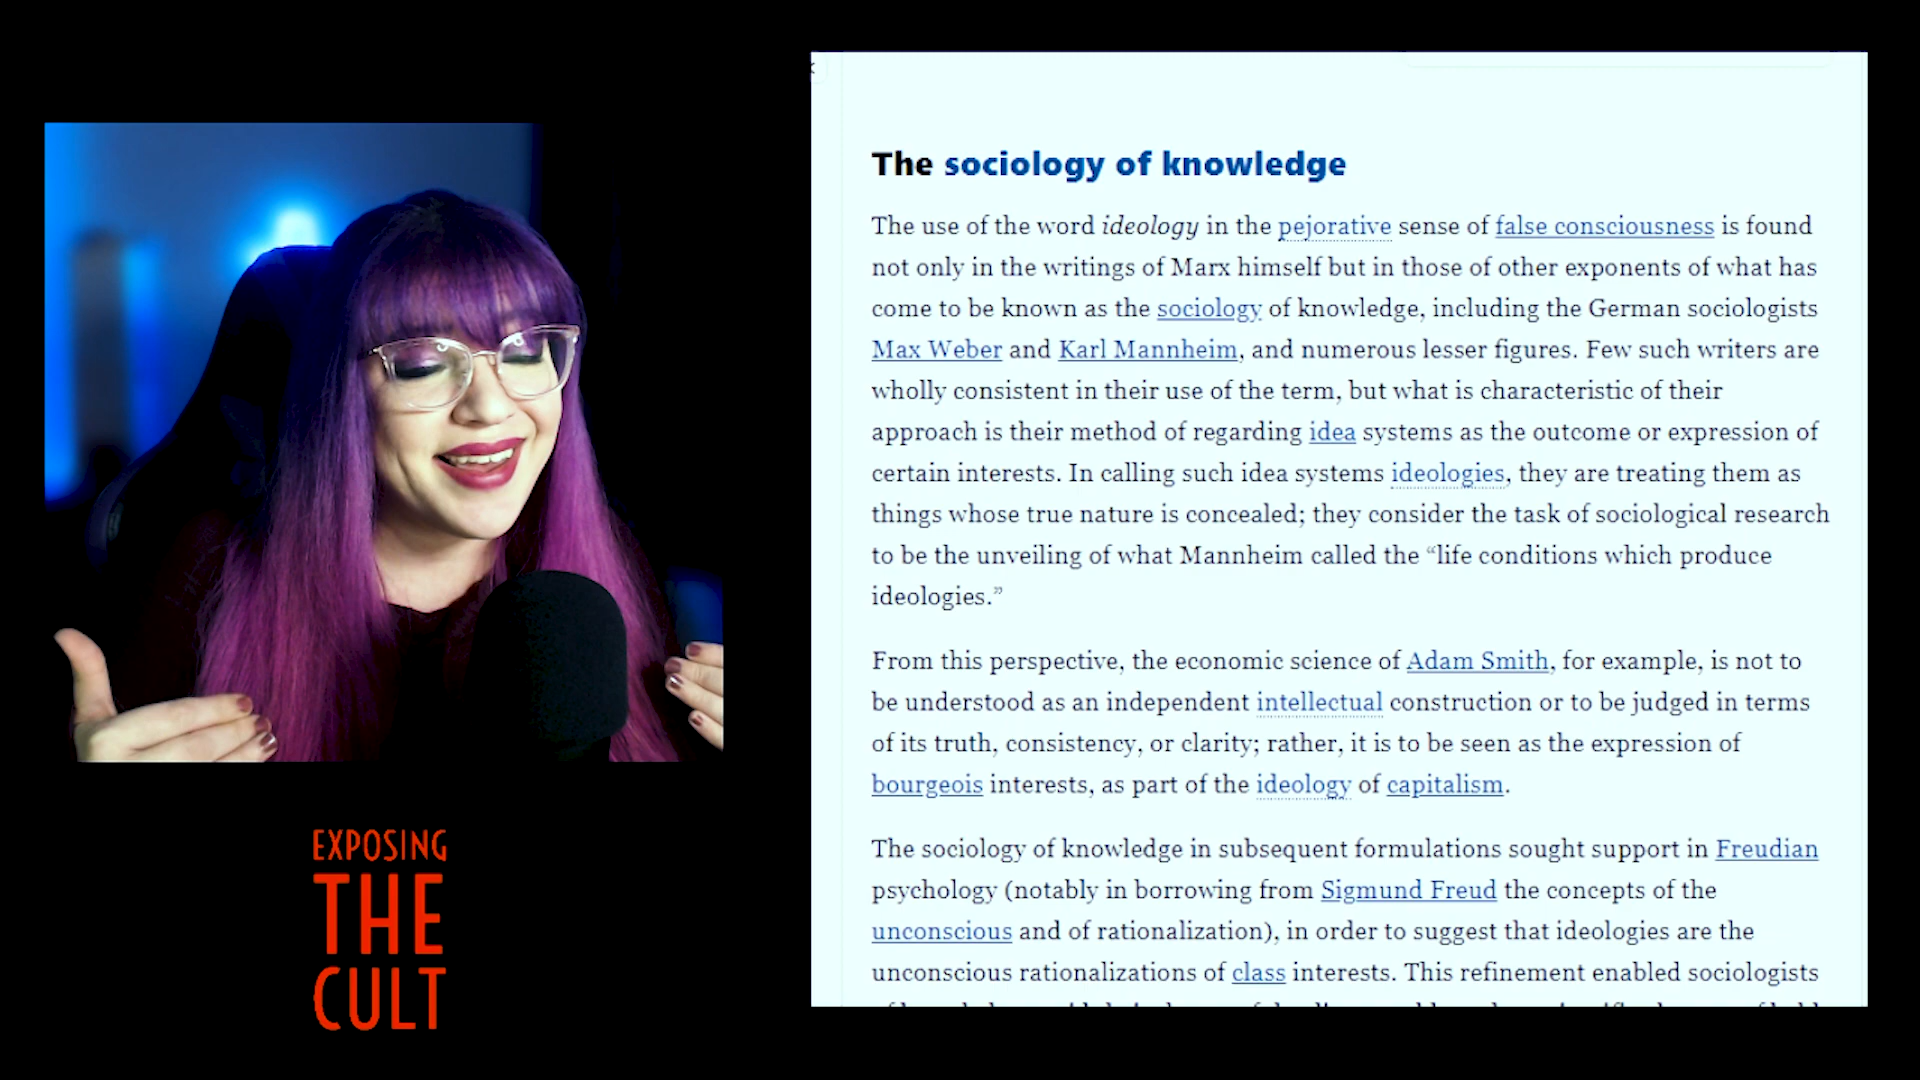 The sociology of knowledge
The use of the word ideology in the pejorative sense of false consciousness is found
not only in the writings of Marx himself but in those of other exponents of what has
come to be known as the sociology of knowledge, including the German sociologists
Max Weber and Karl Mannheim, and numerous lesser figures. Few such writers are
wholly consistent in their use of the term, but what is characteristic of their
approach is their method of regarding idea systems as the outcome or expression of
certain interests. In calling such idea systems ideologies, they are treating them as
things whose true nature is concealed; they consider the task of sociological research
to be the unveiling of what Mannheim called the “life conditions which produce
ideologies.”
From this perspective, the economic science of Adam Smith, for example, is not to
be understood as an independent intellectual construction or to be judged in terms
of its truth, consistency, or clarity; rather, it is to be seen as the expression of
bourgeois interests, as part of the ideology of capitalism.
The sociology of knowledge in subsequent formulations sought support in Freudian
psychology (notably in borrowing from Sigmund Freud the concepts of the
unconscious and of rationalization), in order to suggest that ideologies are the
unconscious rationalizations of class interests. This refinement enabled sociologists
EXPOSING
THE
CULT